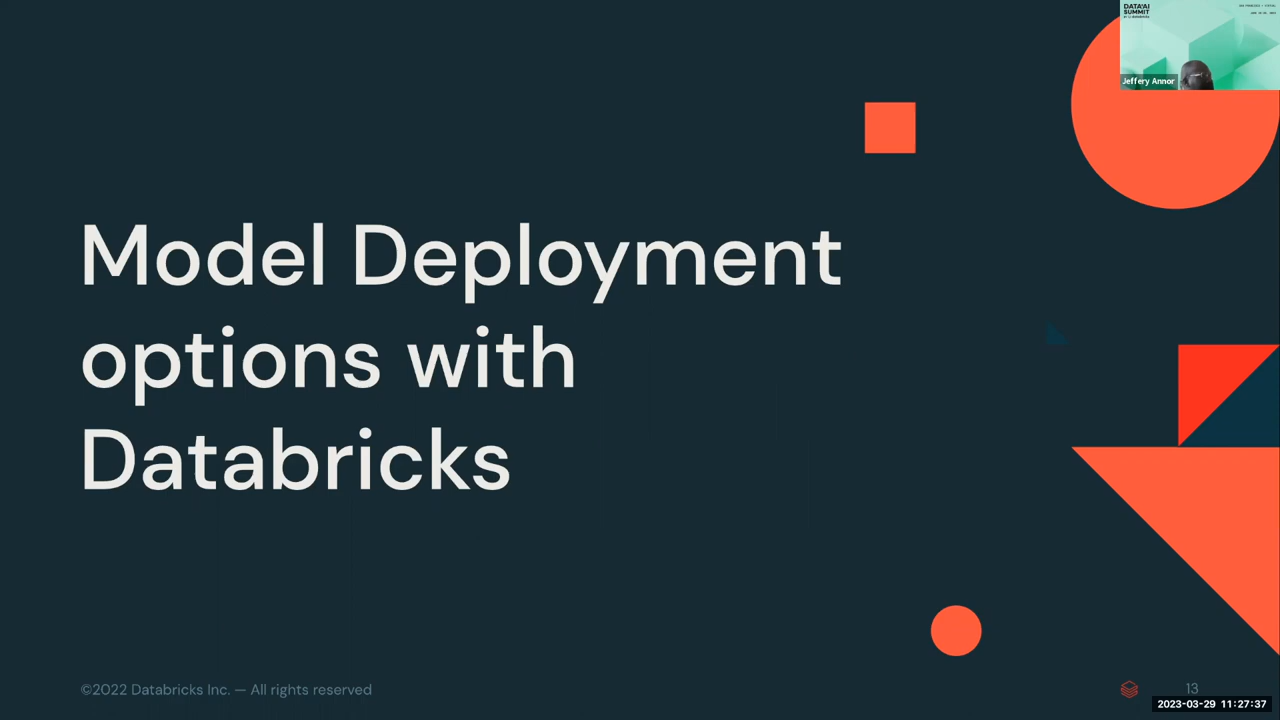 DATA+AI
SUMMIT
Jeffery Annor
Model Deployment
options with
Databricks
©2022 Databricks Inc. — All rights reserved
13
2023-03-29 11:27:37